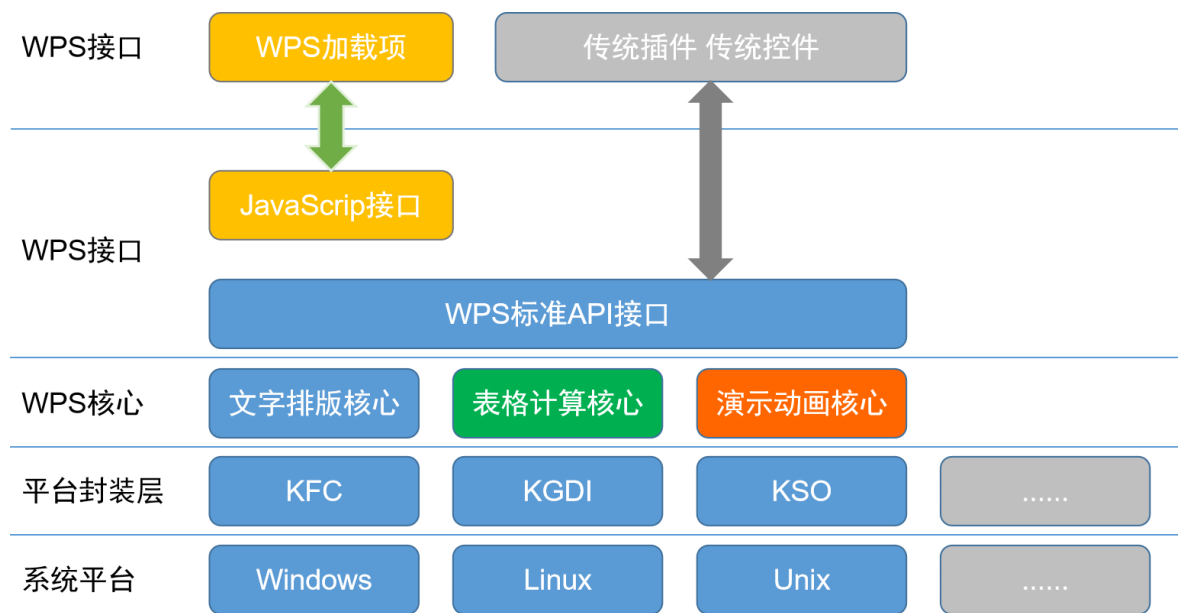 WPS接口
WPS加载项
传统插件 传统控件
WPS接口
JavaScrip接口
WPS标准API接口
WPS核心
文字排版核心
表格计算核心
演示动画核心
平台封装层
KFC
KGDI
KSO
......
系统平台
Windows
Linux
Unix
......